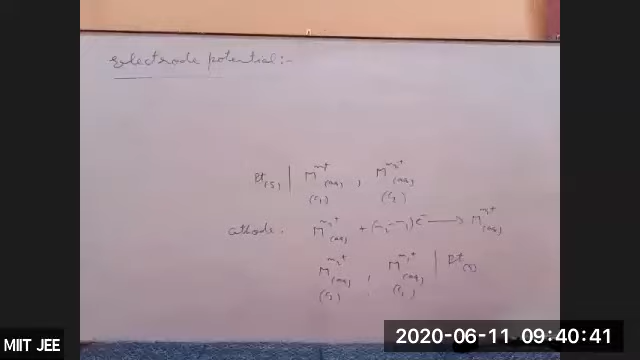 Electrode potential:-
Pt(s) | M^n1+ (aq) , M^n2+ (aq)
(C1) (C2)
Cathode. M^n2+ (aq) + (n2-n1)e- → M^n1+ (aq)
M^n2+ (aq) , M^n1+ (aq) | Pt(s)
(C2) (C1)
MIIT JEE
2020-06-11 09:40:41